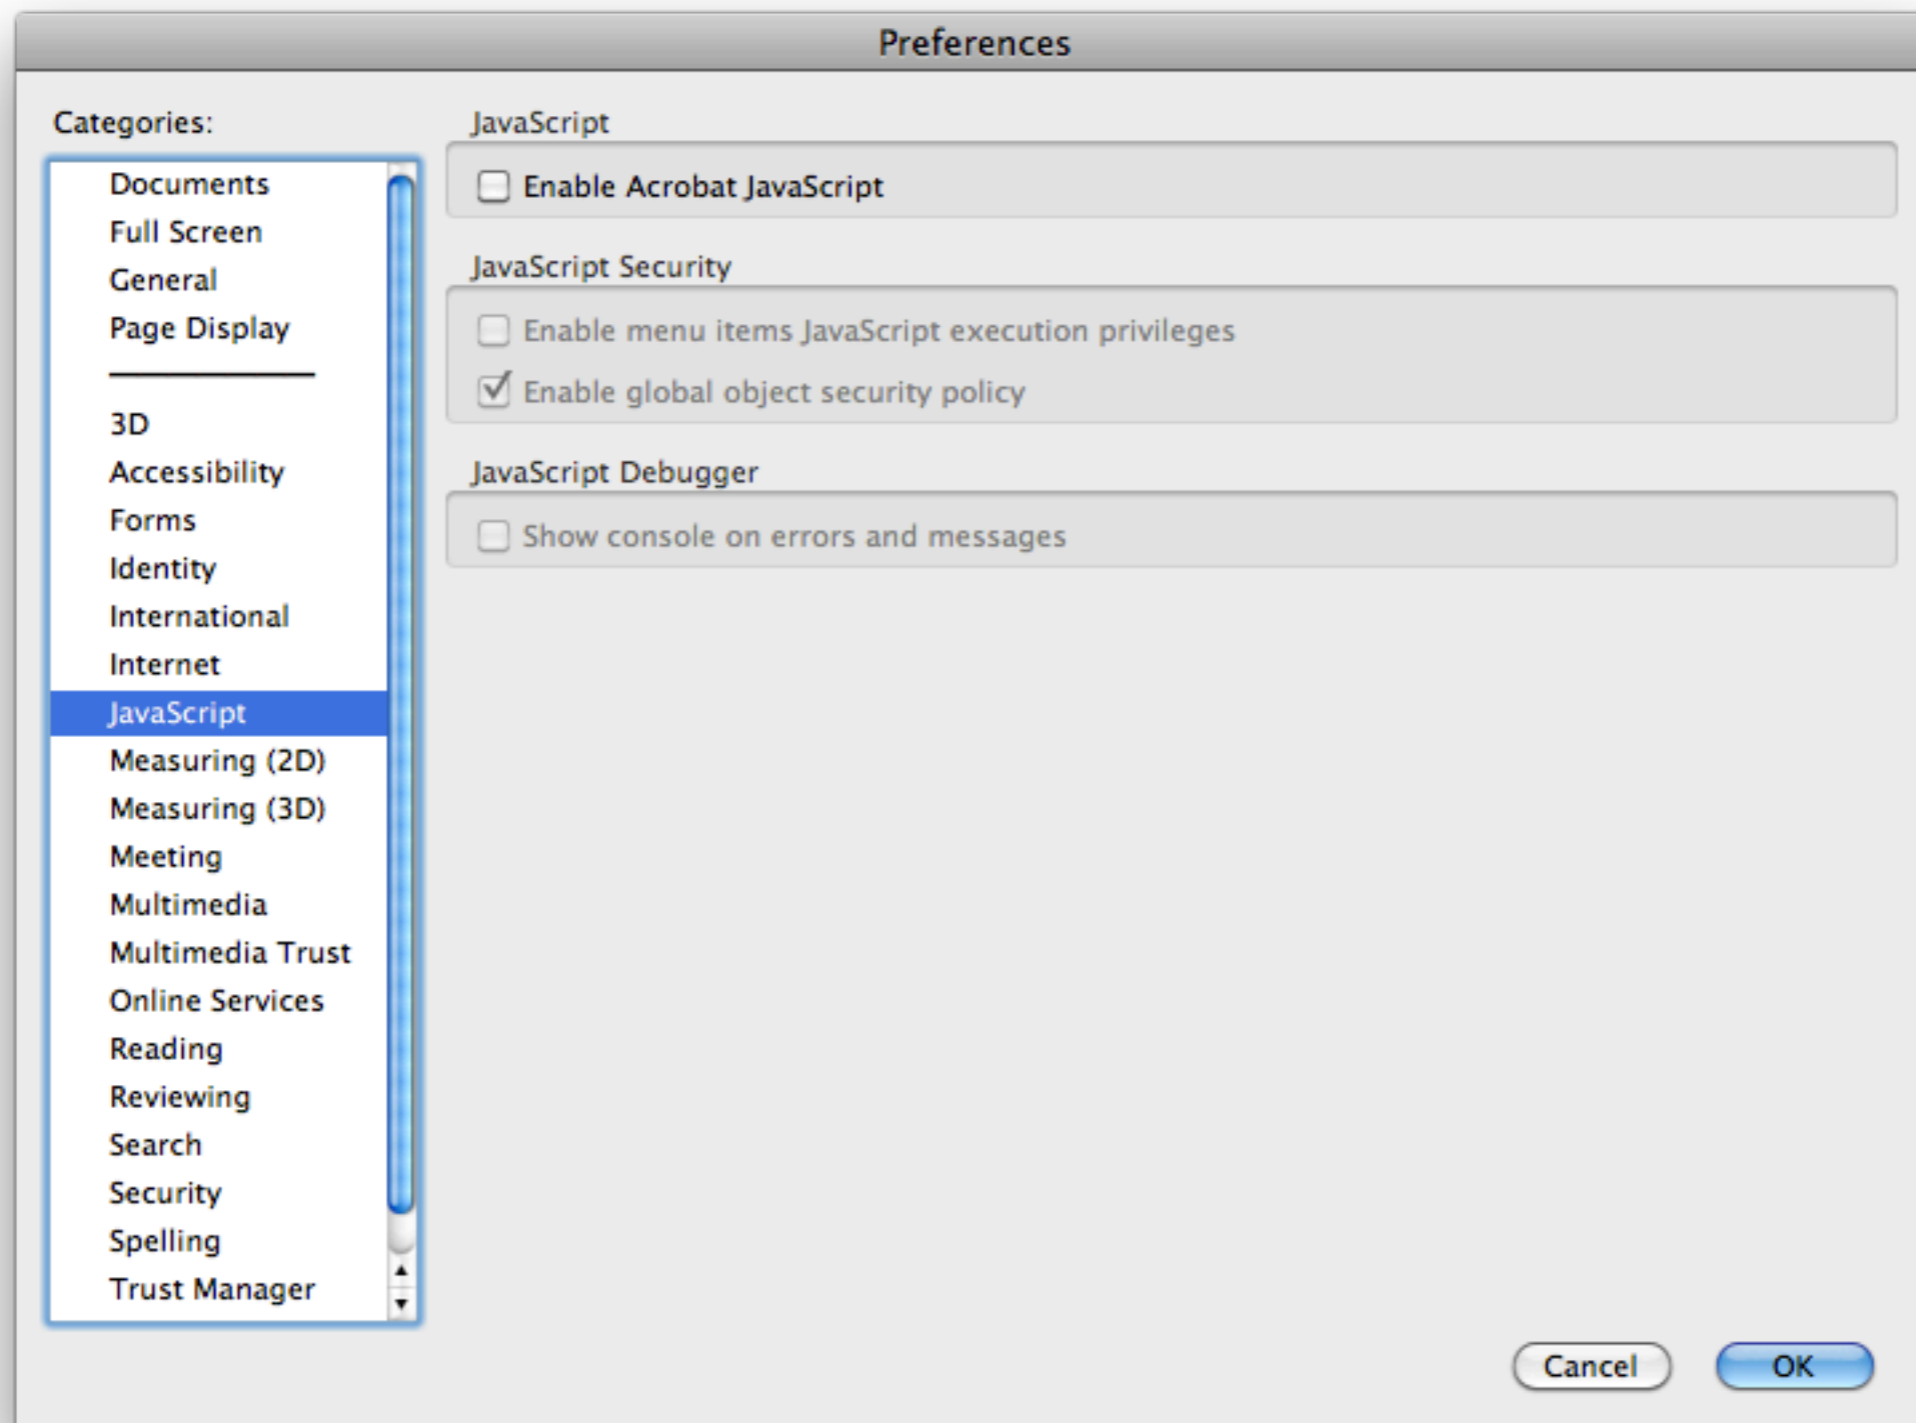 Preferences
Categories:
Documents
Full Screen
General
Page Display
3D
Accessibility
Forms
Identity
International
Internet
JavaScript
Measuring (2D)
Measuring (3D)
Meeting
Multimedia
Multimedia Trust
Online Services
Reading
Reviewing
Search
Security
Spelling
Trust Manager
JavaScript
Enable Acrobat JavaScript
JavaScript Security
Enable menu items JavaScript execution privileges
Enable global object security policy
JavaScript Debugger
Show console on errors and messages
Cancel
OK